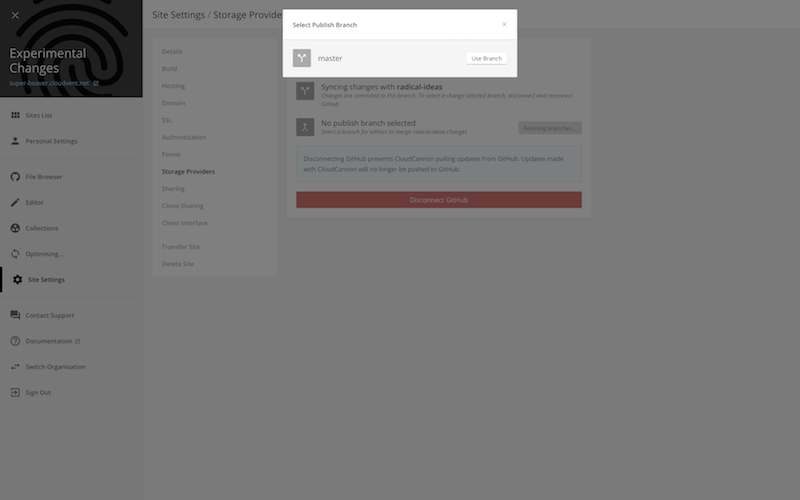 Experimental
Changes
super-beaver.cloudvent.net
Sites List
Personal Settings
File Browser
Editor
Collections
Optimising...
Site Settings
Contact Support
Documentation
Switch Organisation
Sign Out
Site Settings / Storage Provide
Details
Build
Hosting
Domain
SSL
Authentication
Forms
Storage Providers
Sharing
Client Sharing
Client Interface
Transfer Site
Delete Site
Select Publish Branch
×
master
Use Branch
Syncing changes with radical-ideas
Changes are commited to this branch. To select a change selected branch, disconnect and reconnect
GitHub.
No publish branch selected
Select a branch for editors to merge radical-ideas changes
Fetching Branches...
Disconnecting GitHub prevents CloudCannon pulling updates from GitHub. Updates made
with CloudCannon will no longer be pushed to GitHub.
Disconnect GitHub